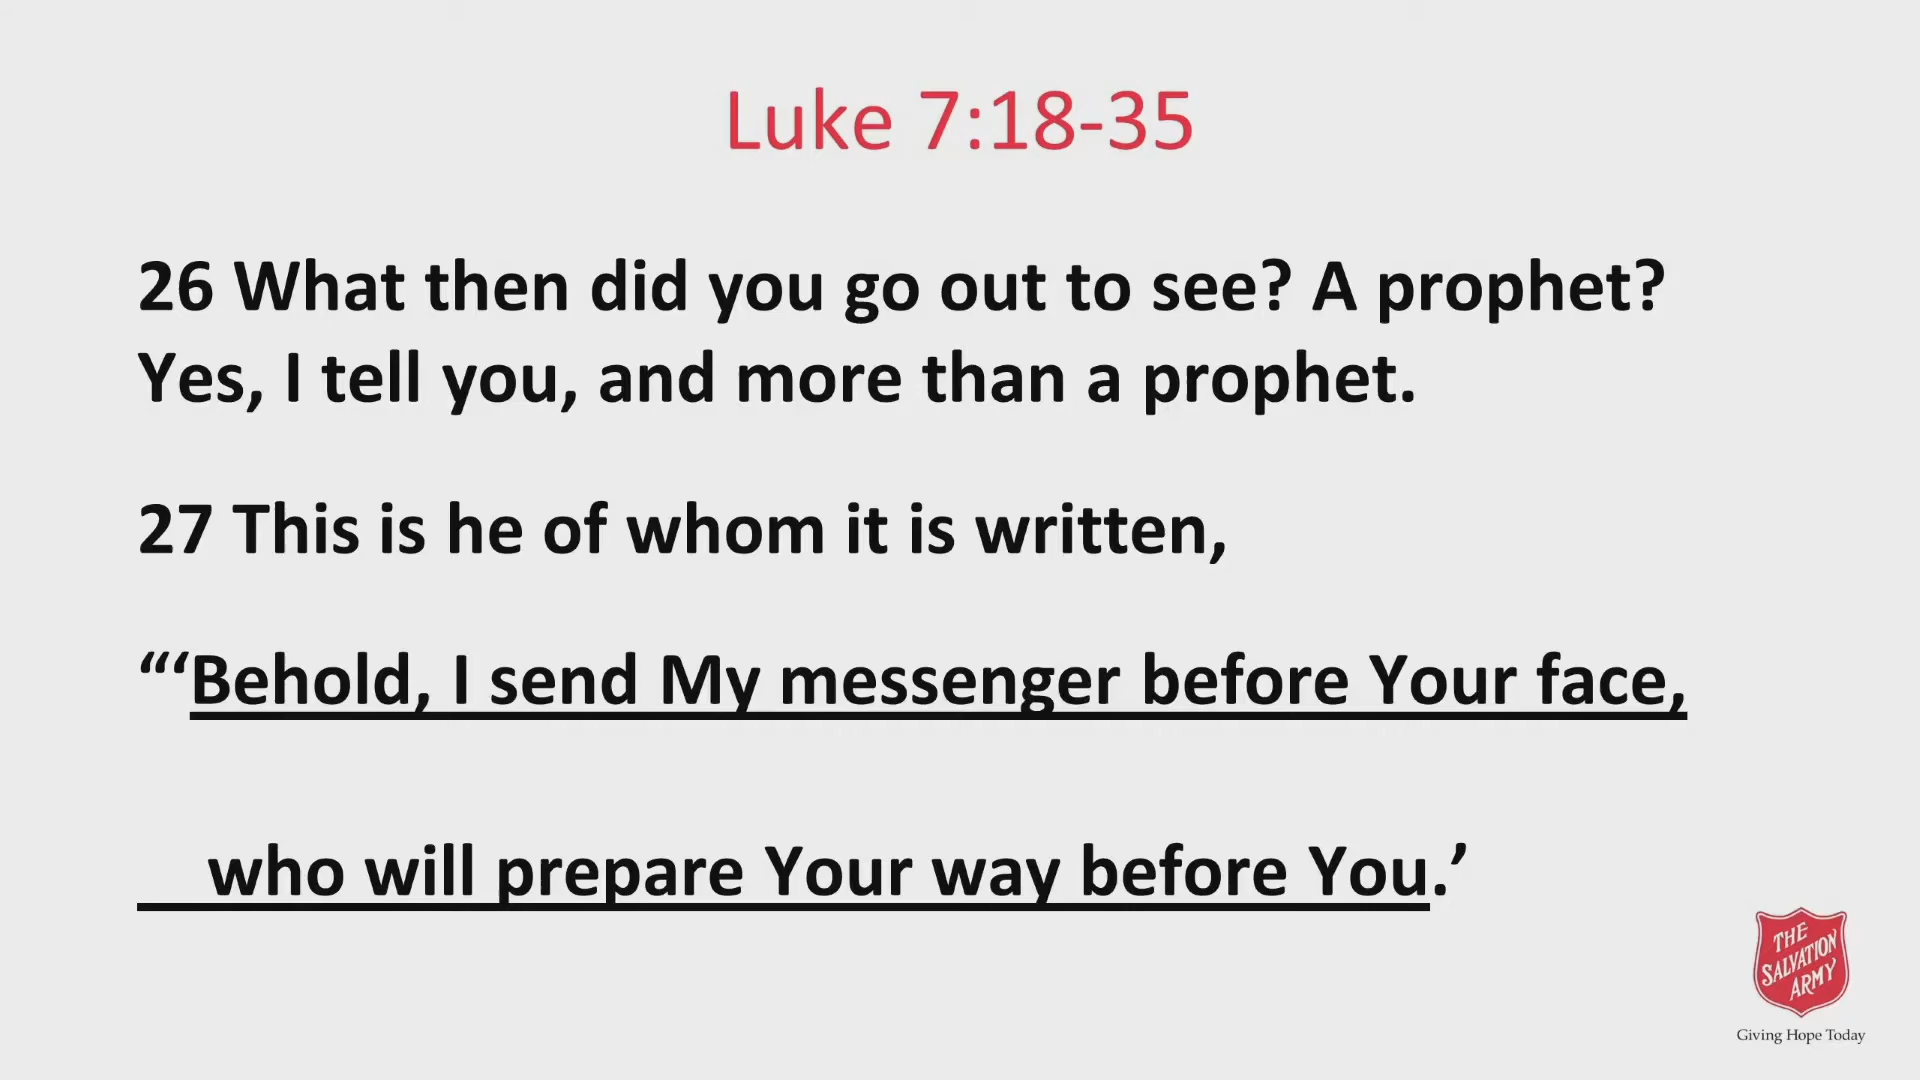 Luke 7:18-35
26 What then did you go out to see? A prophet?
Yes, I tell you, and more than a prophet.
27 This is he of whom it is written,
“‘Behold, I send My messenger before Your face,
who will prepare Your way before You.’
THE
SALVATION
ARMY
Giving Hope Today